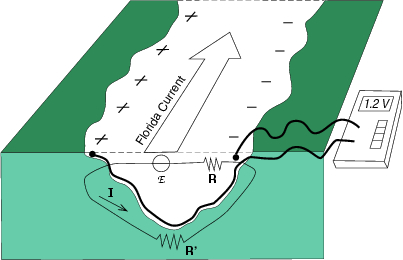 Florida Current
1.2 V
ℰ
R
I
R'